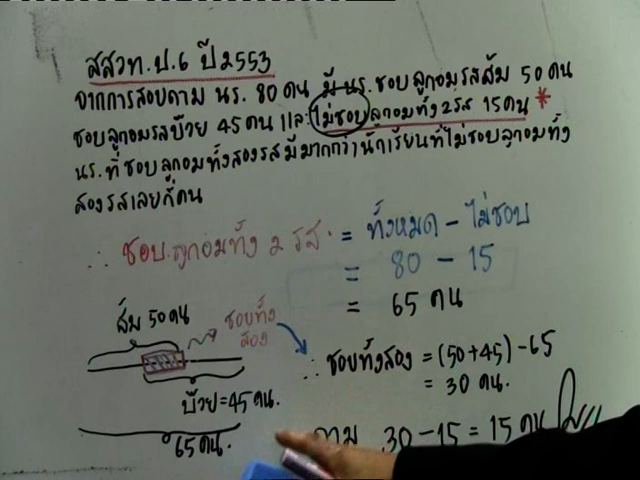 สสวท.ป.6 ปี 2553
จากการสอบถาม นร. 80 คน มี นร. ชอบลูกอมรสส้ม 50 คน
ชอบลูกอมรสบ๊วย 45 คน และไม่ชอบลูกอมทั้ง 2 รส 15 คน *
นร. ที่ชอบลูกอมทั้งสองรสมีมากกว่านักเรียนที่ไม่ชอบลูกอมทั้ง
สองรสเลยกี่คน
∴ ชอบลูกอมทั้ง 2 รส = ทั้งหมด - ไม่ชอบ
= 80 - 15
= 65 คน
ส้ม 50 คน
ชอบทั้ง
สอง
∴ ชอบทั้งสอง = (50+45) - 65
= 30 คน.
บ๊วย = 45 คน.
65 คน.
ถาม 30 - 15 = 15 คน